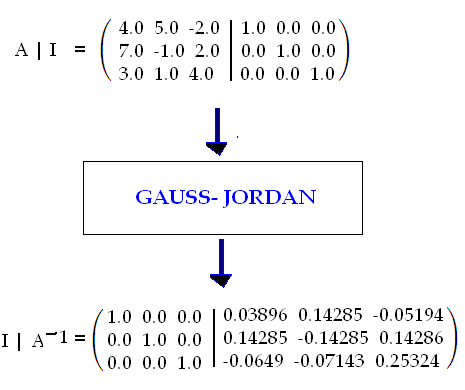 4.0 5.0 -2.0 | 1.0 0.0 0.0
A | I = 7.0 -1.0 2.0 | 0.0 1.0 0.0
3.0 1.0 4.0 | 0.0 0.0 1.0
GAUSS- JORDAN
1.0 0.0 0.0 | 0.03896 0.14285 -0.05194
I | A⁻¹ = 0.0 1.0 0.0 | 0.14285 -0.14285 0.14286
0.0 0.0 1.0 | -0.0649 -0.07143 0.25324